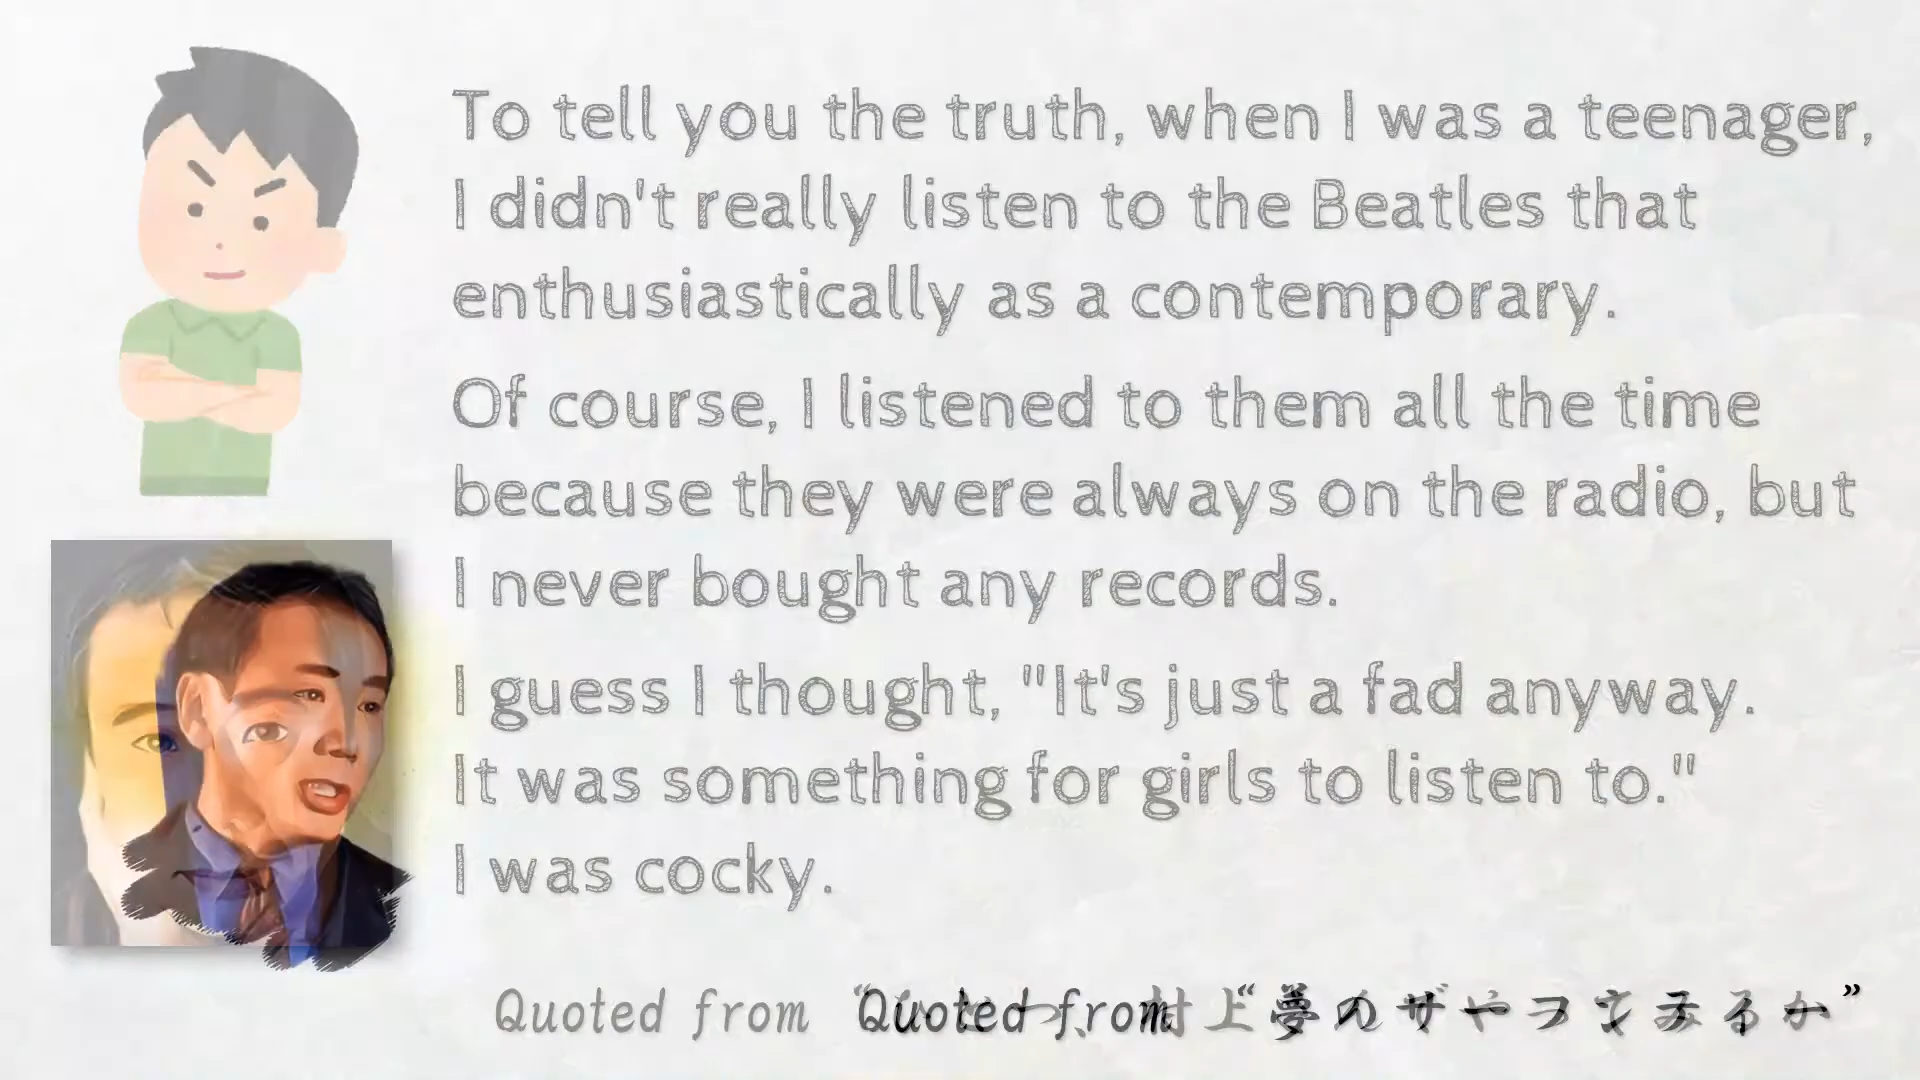 To tell you the truth, when I was a teenager,
I didn't really listen to the Beatles that
enthusiastically as a contemporary.
Of course, I listened to them all the time
because they were always on the radio, but
I never bought any records.
I guess I thought, "It's just a fad anyway.
It was something for girls to listen to."
I was cocky.
Quoted from “Quoted from 村上“夢の